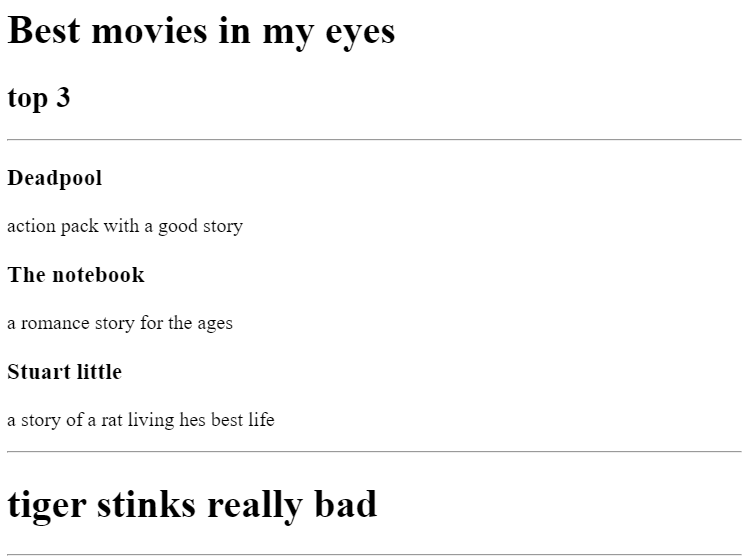 Best movies in my eyes
top 3
Deadpool
action pack with a good story
The notebook
a romance story for the ages
Stuart little
a story of a rat living hes best life
tiger stinks really bad